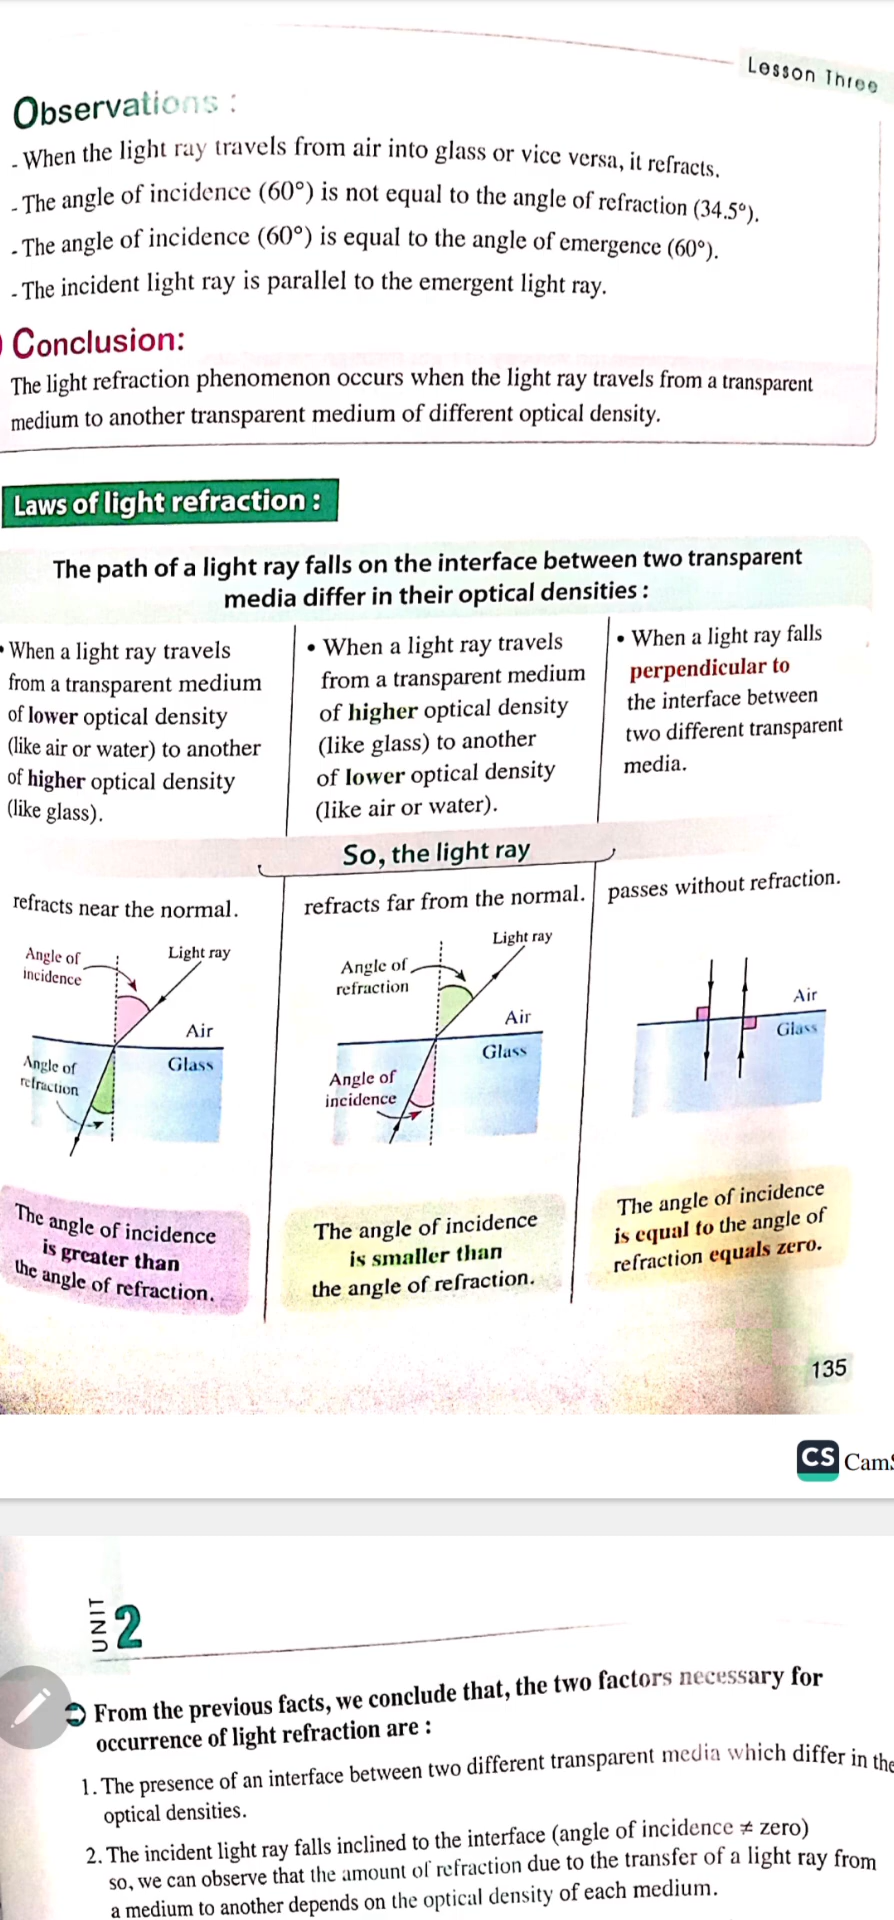 Lesson Three
Observations :
- When the light ray travels from air into glass or vice versa, it refracts.
- The angle of incidence (60°) is not equal to the angle of refraction (34.5°).
- The angle of incidence (60°) is equal to the angle of emergence (60°).
- The incident light ray is parallel to the emergent light ray.
Conclusion:
The light refraction phenomenon occurs when the light ray travels from a transparent
medium to another transparent medium of different optical density.
Laws of light refraction :
The path of a light ray falls on the interface between two transparent
media differ in their optical densities :
• When a light ray travels
from a transparent medium
of lower optical density
(like air or water) to another
of higher optical density
(like glass).
• When a light ray travels
from a transparent medium
of higher optical density
(like glass) to another
of lower optical density
(like air or water).
• When a light ray falls
perpendicular to
the interface between
two different transparent
media.
So, the light ray
refracts near the normal.
refracts far from the normal.
passes without refraction.
Angle of
incidence
Light ray
Air
Glass
Angle of
refraction
Light ray
Angle of
refraction
Air
Glass
Angle of
incidence
Air
Glass
The angle of incidence
is greater than
the angle of refraction.
The angle of incidence
is smaller than
the angle of refraction.
The angle of incidence
is equal to the angle of
refraction equals zero.
135
CS CamS
UNIT
2
From the previous facts, we conclude that, the two factors necessary for
occurrence of light refraction are :
1. The presence of an interface between two different transparent media which differ in the
optical densities.
2. The incident light ray falls inclined to the interface (angle of incidence ≠ zero)
so, we can observe that the amount of refraction due to the transfer of a light ray from
a medium to another depends on the optical density of each medium.